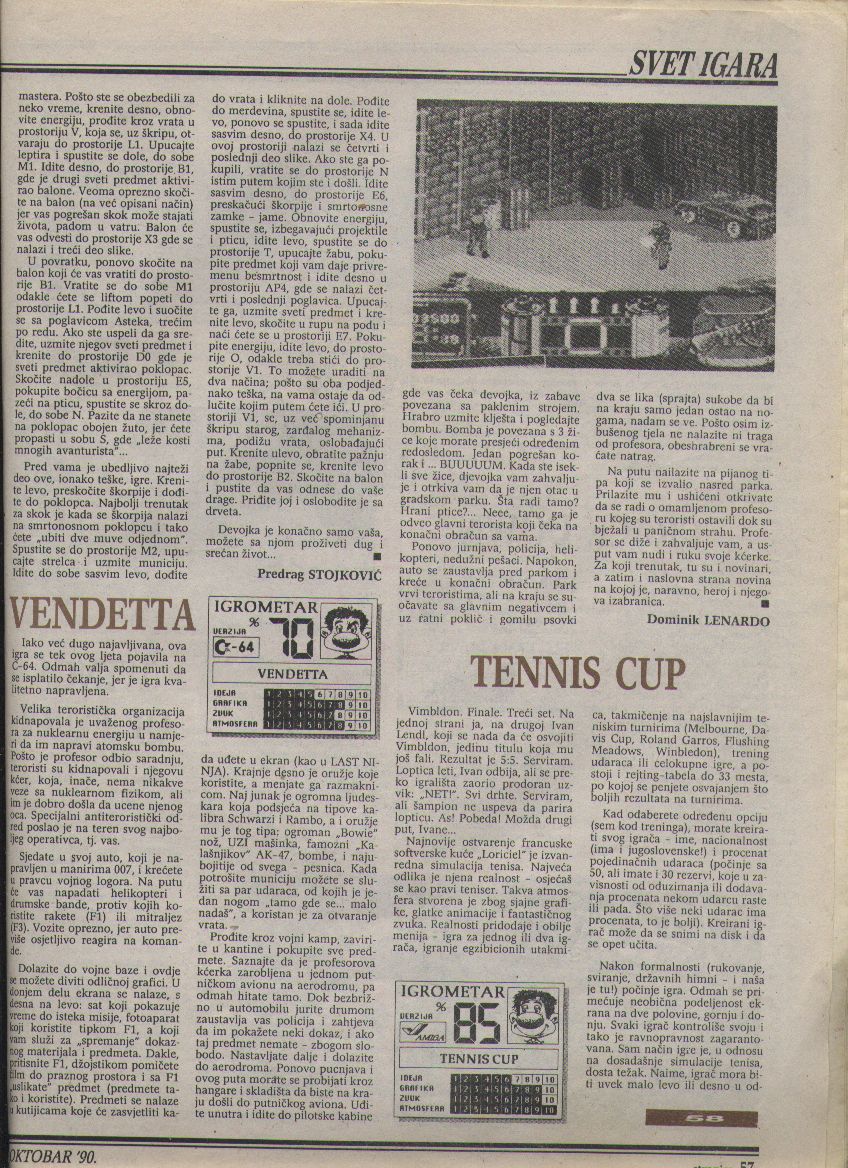 SVET IGARA
mastera. Pošto ste se obezbedili za
neko vreme, krenite desno, obno-
vite energiju, prođite kroz vrata u
prostoriju V, koja se, uz škripu, ot-
varaju do prostorije L1. Upucajte
leptira i spustite se dole, do sobe
M1. Idite desno, do prostorije B1,
gde je drugi sveti predmet aktivi-
rao balone. Veoma oprezno skoči-
te na balon (na već opisani način)
jer vas pogrešan skok može stajati
života, padom u vatru. Balon će
vas odvesti do prostorije X3 gde se
nalazi i treći deo slike.
U povratku, ponovo skočite na
balon koji će vas vratiti do prosto-
rije B1. Vratite se do sobe M1
odakle ćete se liftom popeti do
prostorije L1. Pođite levo i suočite
se sa poglavicom Asteka, trećim
po redu. Ako ste uspeli da ga sre-
dite, uzmite njegov sveti predmet i
krenite do prostorije D0 gde je
sveti predmet aktivirao poklopac.
Skočite nadole u prostoriju E5,
pokupite bočicu sa energijom, pa-
zeći na pticu, spustite se skroz do-
le, do sobe N. Pazite da ne stanete
na poklopac obojen žuto, jer ćete
propasti u sobu S, gde „leže kosti
mnogih avanturista"...
Pred vama je ubedljivo najteži
deo ove, ionako teške, igre. Kreni-
te levo, preskočite škorpije i dođi-
te do poklopca. Najbolji trenutak
za skok je kada se škorpija nalazi
na smrtonosnom poklopcu i tako
ćete „ubiti dve muve odjednom".
Spustite se do prostorije M2, upu-
cajte strelca i uzmite municiju.
Idite do sobe sasvim levo, dođite
do vrata i kliknite na dole. Pođite
do merdevina, spustite se, idite le-
vo, ponovo se spustite, i sada idite
sasvim desno, do prostorije X4. U
ovoj prostoriji nalazi se četvrti i
poslednji deo slike. Ako ste ga po-
kupili, vratite se do prostorije N
istim putem kojim ste i došli. Idite
sasvim desno, do prostorije E6,
preskačući škorpije i smrtonosne
zamke - jame. Obnovite energiju,
spustite se, izbegavajući projektile
i pticu, idite levo, spustite se do
prostorije T, upucajte žabu, poku-
pite predmet koji vam daje privre-
menu besmrtnost i idite desno u
prostoriju AP4, gde se nalazi čet-
vrti i poslednji poglavica. Upucaj-
te ga, uzmite sveti predmet i kre-
nite levo, skočite u rupu na podu i
naći ćete se u prostoriji E7. Poku-
pite energiju, idite levo, do prosto-
rije O, odakle treba stići do pro-
storije V1. To možete uraditi na
dva načina; pošto su oba podjed-
nako teška, na vama ostaje da od-
lučite kojim putem ćete ići. U pro-
storiji V1, se, uz već spominjanu
škripu starog, zarđalog mehaniz-
ma, podižu vrata, oslobađajući
put. Krenite ulevo, obratite pažnju
na žabe, popnite se, krenite levo
do prostorije B2. Skočite na balon
i pustite da vas odnese do vaše
drage. Priđite joj i oslobodite je sa
drveta.
Devojka je konačno samo vaša,
možete sa njom proživeti dug i
srećan život...
Predrag STOJKOVIĆ
VENDETTA
Iako već dugo najavljivana, ova
igra se tek ovog ljeta pojavila na
C-64. Odmah valja spomenuti da
se isplatilo čekanje, jer je igra kva-
litetno napravljena.
Velika teroristička organizacija
kidnapovala je uvaženog profeso-
ra za nuklearnu energiju u namje-
ri da im napravi atomsku bombu.
Pošto je profesor odbio saradnju,
teroristi su kidnapovali i njegovu
kćer, koja, inače, nema nikakve
veze sa nuklearnom fizikom, ali
im je dobro došla da ucene njenog
oca. Specijalni antiteroristički od-
red poslao je na teren svog najbo-
ljeg operativca, tj. vas.
Sjedate u svoj auto, koji je na-
pravljen u manirima 007, i krećete
u pravcu vojnog logora. Na putu
će vas napadati helikopteri i
drumske bande, protiv kojih ko-
ristite rakete (F1) ili mitraljez
(F3). Vozite oprezno, jer auto pre-
više osjetljivo reagira na koman-
de.
Dolazite do vojne baze i ovdje
se možete diviti odličnoj grafici. U
donjem delu ekrana se nalaze, s
desna na levo: sat koji pokazuje
vreme do isteka misije, fotoaparat
koji koristite tipkom F1, a koji
vam služi za „spremanje" dokaz-
nog materijala i predmeta. Dakle,
pritisnite F1, džojstikom pomičete
film do praznog prostora i sa F1
„uslikate" predmet (predmete ta-
ko i koristite). Predmeti se nalaze
u kutijicama koje će zasvjetliti ka-
IGROMETAR
%
VERZIJA
70
C-64
VENDETTA
IDEJA 1 2 3 4 5 6 7 8 9 10
GRAFIKA 1 2 3 4 5 6 7 8 9 10
ZVUK 1 2 3 4 5 6 7 8 9 10
ATMOSFERA 1 2 3 4 5 6 7 8 9 10
da uđete u ekran (kao u LAST NI-
NJA). Krajnje desno je oružje koje
koristite, a menjate ga razmakni-
com. Naj junak je ogromna ljudes-
kara koja podsjeća na tipove kali-
bra Schwarzi i Rambo, a i oružje
mu je tog tipa: ogroman „Bowie"
nož, UZI mašinka, famozni „Ka-
lašnjikov" AK-47, bombe, i naju-
bojitije od svega - pesnica. Kada
potrošite municiju možete se slu-
žiti sa par udaraca, od kojih je je-
dan nogom „tamo gde se... malo
nadaš", a koristan je za otvaranje
vrata.
Prođite kroz vojni kamp, zaviri-
te u kantine i pokupite sve pred-
mete. Saznajte da je profesorova
kćerka zarobljena u jednom put-
ničkom avionu na aerodromu, pa
odmah hitate tamo. Dok bezbriž-
no u automobilu jurite drumom
zaustavlja vas policija i zahtjeva
da im pokažete neki dokaz, i ako
taj predmet nemate - zbogom slo-
bodo. Nastavljate dalje i dolazite
do aerodroma. Ponovo pucnjava i
ovog puta morate se probijati kroz
hangare i skladišta da biste na kra-
ju došli do putničkog aviona. Uđi-
te unutra i idite do pilotske kabine
gde vas čeka devojka, iz zabave
povezana sa paklenim strojem.
Hrabro uzmite klješta i pogledajte
bombu. Bomba je povezana s 3 ži-
ce koje morate presjeći određenim
redosledom. Jedan pogrešan ko-
rak i ... BUUUUUM. Kada ste isek-
li sve žice, djevojka vam zahvalju-
je i otkriva vam da je njen otac u
gradskom parku. Šta radi tamo?
Hrani ptice?... Neee, tamo ga je
odveo glavni terorista koji čeka na
konačni obračun sa vama.
Ponovo jurnjava, policija, heli-
kopteri, nedužni pešaci. Napokon,
auto se zaustavlja pred parkom i
kreće u konačni obračun. Park
vrvi teroristima, ali na kraju se su-
očavate sa glavnim negativcem i
uz ratni poklič i gomilu psovki
dva se lika (sprajta) sukobe da bi
na kraju samo jedan ostao na no-
gama, nadam se ve. Pošto osim iz-
bušenog tjela ne nalazite ni traga
od profesora, obeshrabreni se vra-
ćate natrag.
Na putu nailazite na pijanog ti-
pa koji se izvalio nasred parka.
Prilazite mu i ushićeni otkrivate
da se radi o omamljenom profeso-
ru kojeg su teroristi ostavili dok su
bježali u paničnom strahu. Profe-
sor se diže i zahvaljuje vam, a us-
put vam nudi i ruku svoje kćerke.
Za koji trenutak, tu su i novinari,
a zatim i naslovna strana novina
na kojoj je, naravno, heroj i njego-
va izabranica.
Dominik LENARDO
TENNIS CUP
Vimbldon. Finale. Treći set. Na
jednoj strani ja, na drugoj Ivan
Lendl, koji se nada da će osvojiti
Vimbldon, jedinu titulu koja mu
još fali. Rezultat je 5:5. Serviram.
Loptica leti, Ivan odbija, ali se pre-
ko igrališta zaorio prodoran uz-
vik: „NET!". Svi drhte. Serviram,
ali šampion ne uspeva da parira
lopticu. As! Pobeda! Možda drugi
put, Ivane...
Najnovije ostvarenje francuske
softverske kuće „Loriciel" je izvan-
redna simulacija tenisa. Najveća
odlika je njena realnost - osjećaš
se kao pravi teniser. Takva atmos-
fera stvorena je zbog sjajne grafi-
ke, glatke animacije i fantastičnog
zvuka. Realnosti pridodaje i obilje
menija - igra za jednog ili dva ig-
rača, igranje egzibicionih utakmi-
ca, takmičenje na najslavnijim te-
niskim turnirima (Melbourne, Da-
vis Cup, Roland Garros, Flushing
Meadows, Winbledon), trening
udaraca ili celokupne igre, a po-
stoji i rejting-tabela do 33 mesta,
po kojoj se penjete osvajanjem što
boljih rezultata na turnirima.
Kad odaberete određenu opciju
(sem kod treninga), morate kreira-
ti svog igrača - ime, nacionalnost
(ima i jugoslovenske!) i procenat
pojedinačnih udaraca (počinje sa
50, ali imate i 30 rezervi, koje u za-
visnosti od oduzimanja ili dodava-
nja procenata nekom udarcu raste
ili pada. Što više neki udarac ima
procenata, to je bolji). Kreirani ig-
rač može da se snimi na disk i da
se opet učita.
Nakon formalnosti (rukovanje,
sviranje, državnih himni - i naša
je tu!) počinje igra. Odmah se pri-
mećuje neobična podeljenost ek-
rana na dve polovine, gornju i do-
nju. Svaki igrač kontroliše svoju i
tako je ravnopravnost zagaranto-
vana. Sam način igre je, u odnosu
na dosadašnje simulacije tenisa,
dosta težak. Naime, igrač mora bi-
ti uvek malo levo ili desno u od-
IGROMETAR
%
VERZIJA
85
AMIGA
TENNIS CUP
IDEJA 1 2 3 4 5 6 7 8 9 10
GRAFIKA 1 2 3 4 5 6 7 8 9 10
ZVUK 1 2 3 4 5 6 7 8 9 10
ATMOSFERA 1 2 3 4 5 6 7 8 9 10
58
OKTOBAR '90.
57